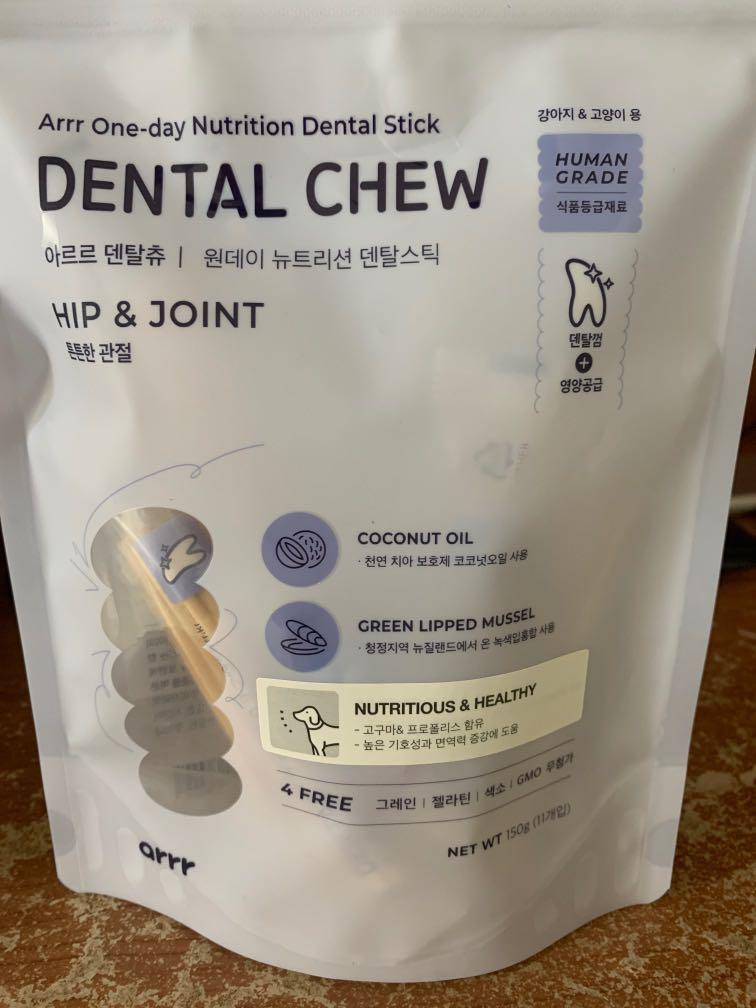 Arrr One-day Nutrition Dental Stick
DENTAL CHEW
아르르 덴탈츄 | 원데이 뉴트리션 덴탈스틱
HIP & JOINT
튼튼한 관절
강아지 & 고양이 용
HUMAN
GRADE
식품등급재료
덴탈껌
+
영양공급
COCONUT OIL
· 천연 치아 보호제 코코넛오일 사용
GREEN LIPPED MUSSEL
· 청정지역 뉴질랜드에서 온 녹색입홍합 사용
NUTRITIOUS & HEALTHY
- 고구마& 프로폴리스 함유
- 높은 기호성과 면역력 증강에 도움
4 FREE 그레인 | 젤라틴 | 색소 | GMO 무첨가
NET WT 150g (11개입)
arrr